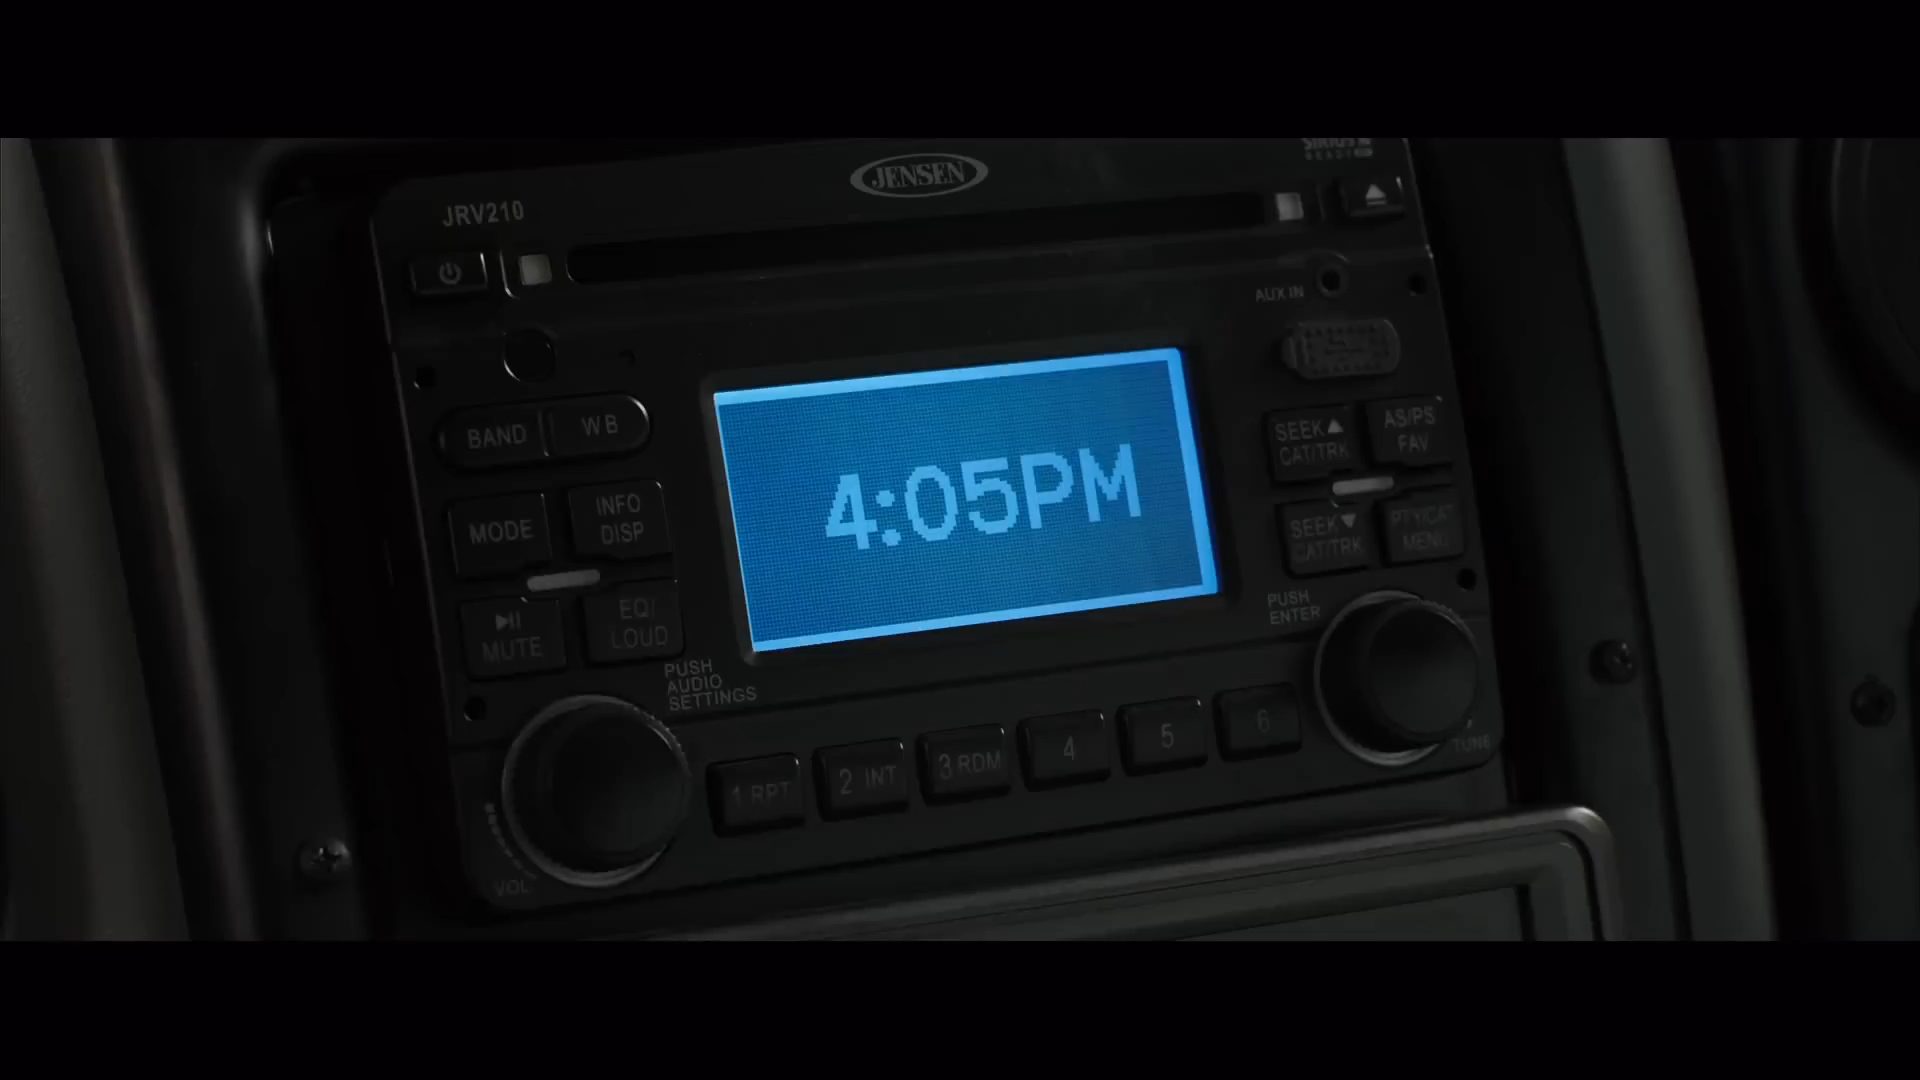 SIRIUS
READY
JENSEN
JRV210
AUX IN
BAND
WB
SEEK▲
CAT/TRK
AS/PS
FAV
4:05PM
MODE
INFO
DISP
SEEK▼
CAT/TRK
PTY/CAT
MENU
▶II
MUTE
EQ/
LOUD
PUSH
ENTER
PUSH
AUDIO
SETTINGS
1 RPT
2 INT
3 RDM
4
5
6
TUNE
VOL